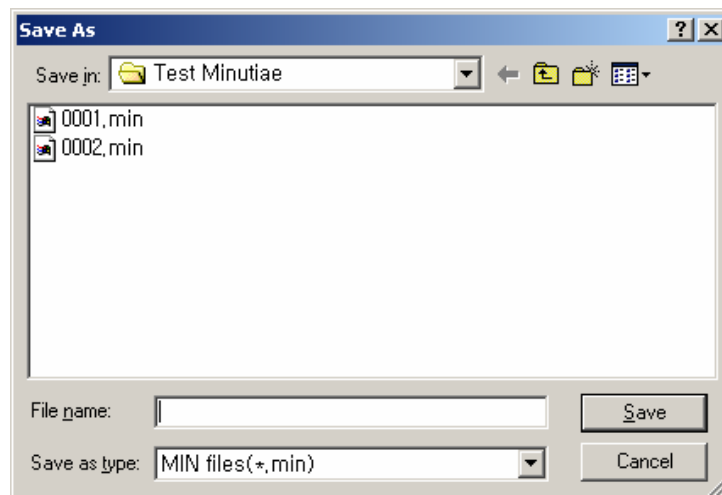 Save As
Save in: Test Minutiae
0001.min
0002.min
File name: Save
Save as type: MIN files(*.min) Cancel